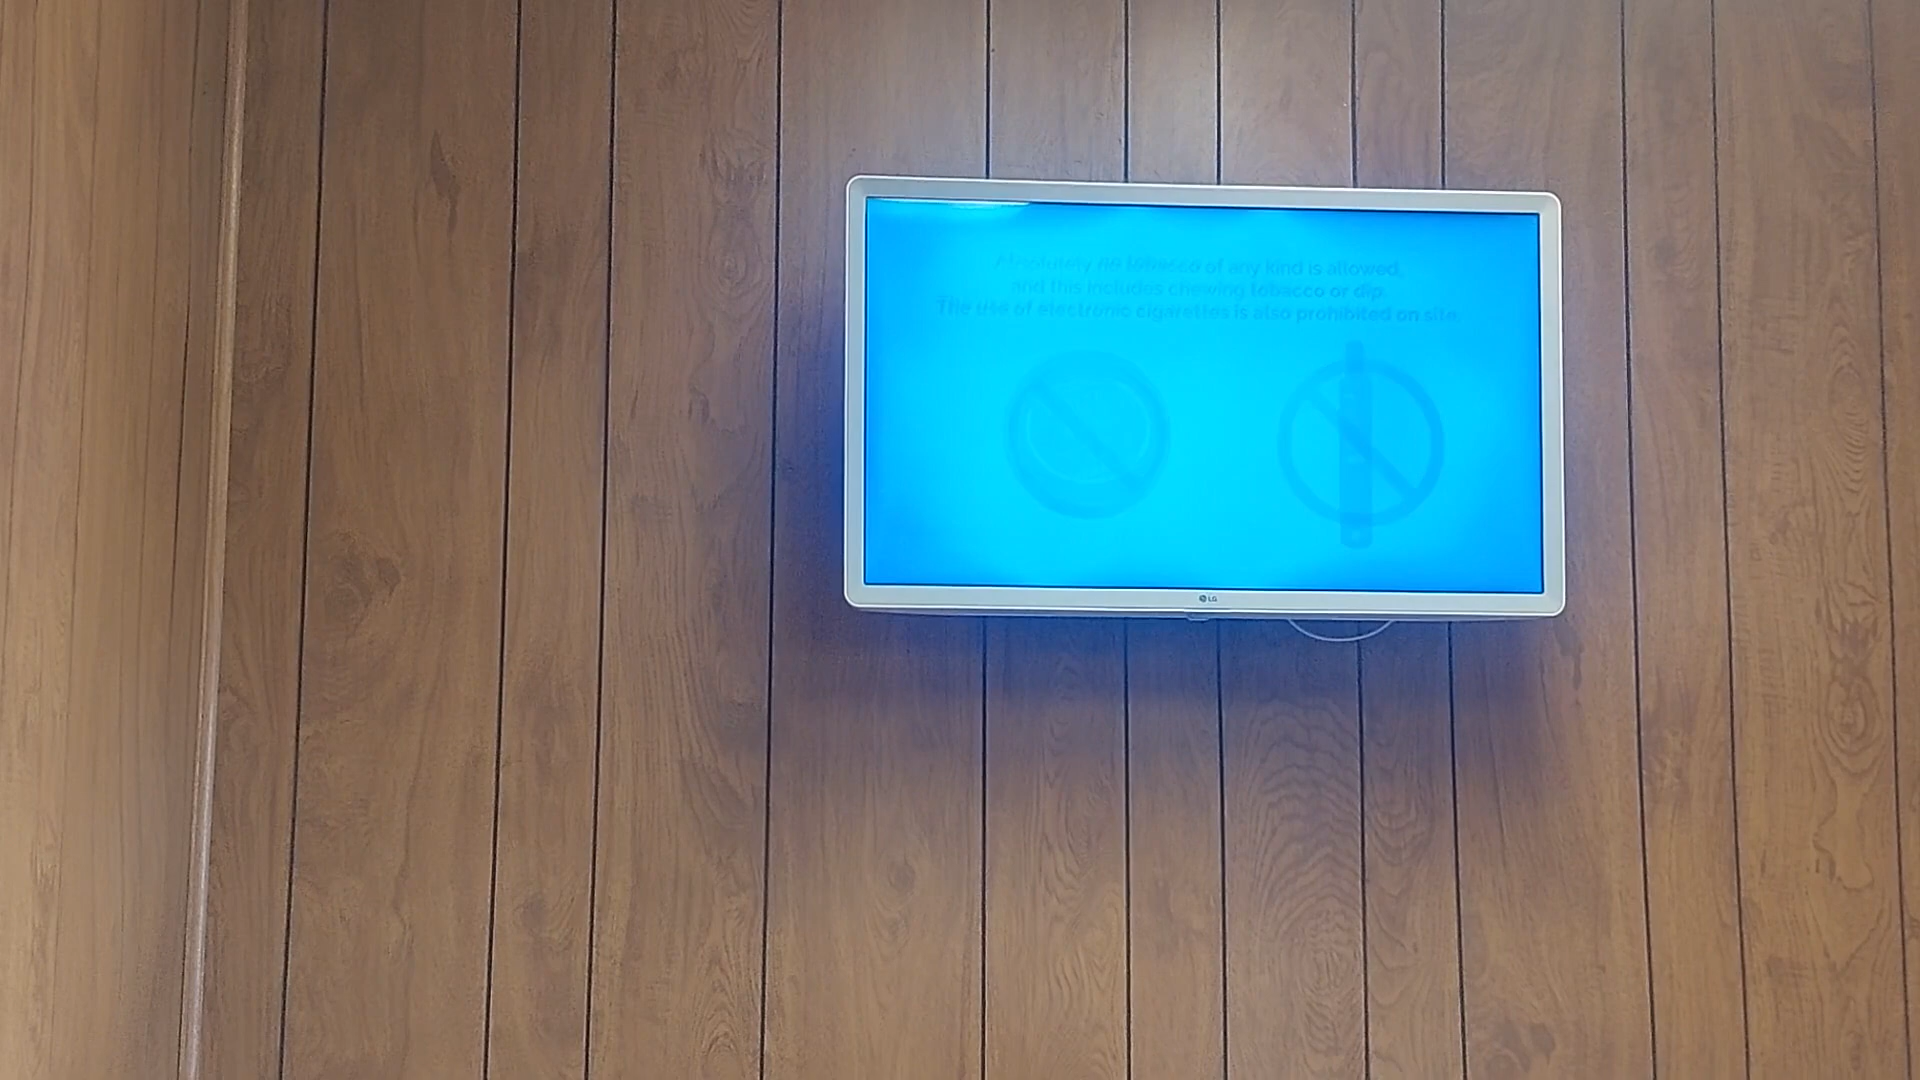 Absolutely no tobacco of any kind is allowed,
and this includes chewing tobacco or dip.
The use of electronic cigarettes is also prohibited on site.
LG